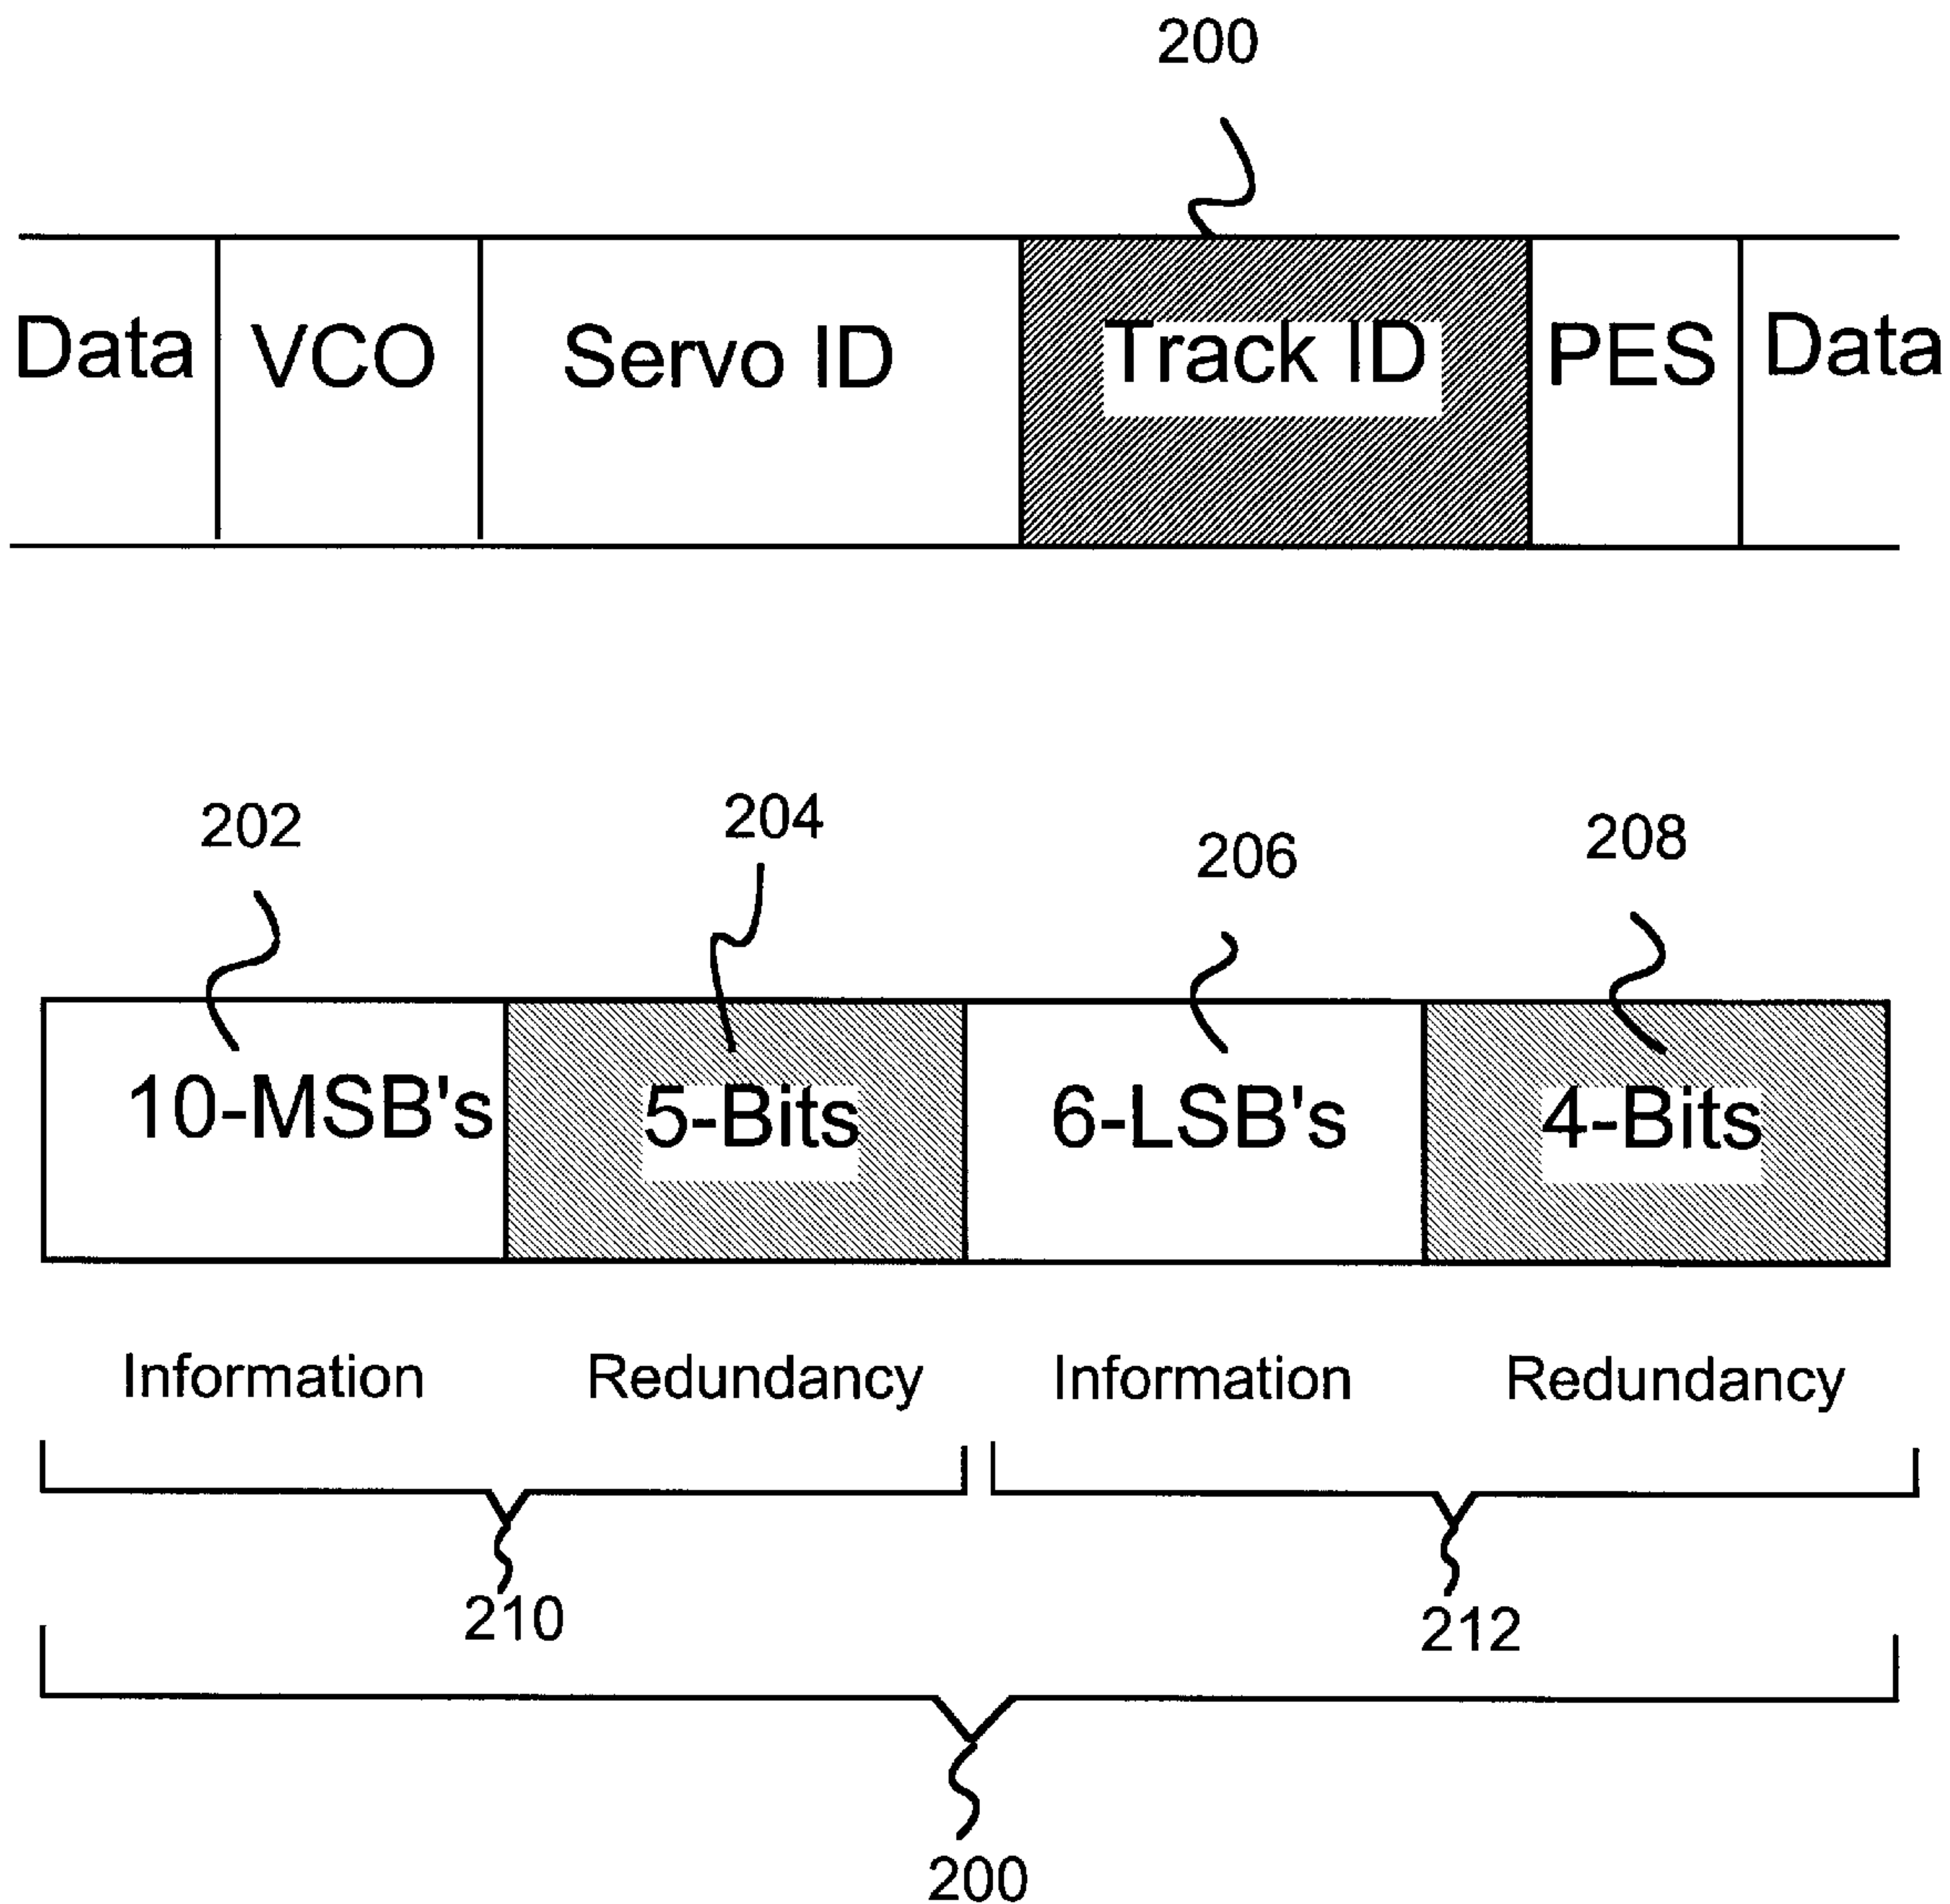 200
Data VCO Servo ID Track ID PES Data
202 204 206 208
10-MSB's 5-Bits 6-LSB's 4-Bits
Information Redundancy Information Redundancy
210 212
200